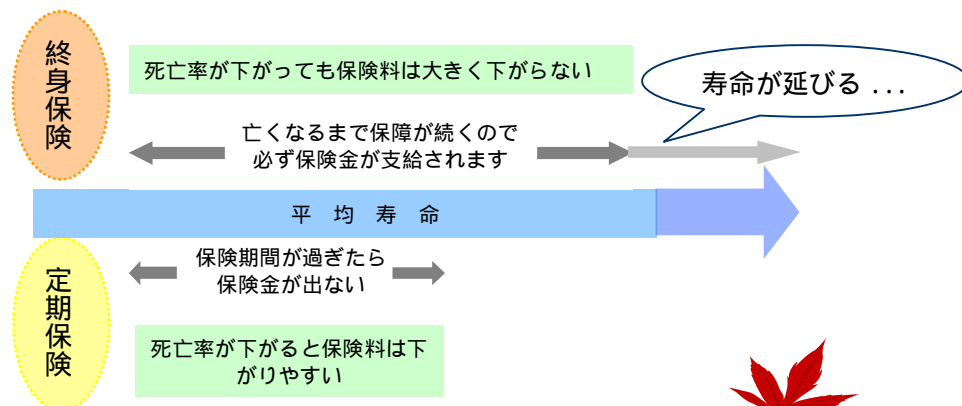 終身保険
死亡率が下がっても保険料は大きく下がらない
寿命が延びる ...
亡くなるまで保障が続くので
必ず保険金が支給されます
平 均 寿 命
定期保険
保険期間が過ぎたら
保険金が出ない
死亡率が下がると保険料は下
がりやすい